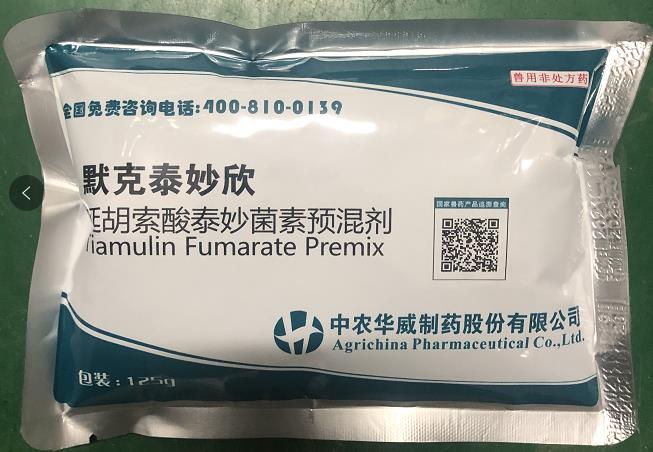 兽用非处方药
全国免费咨询电话:400-810-0139
默克泰妙欣
延胡索酸泰妙菌素预混剂
Tiamulin Fumarate Premix
国家兽药产品追溯查询
中农华威制药股份有限公司
Agrichina Pharmaceutical Co.,Ltd.
包装:125g